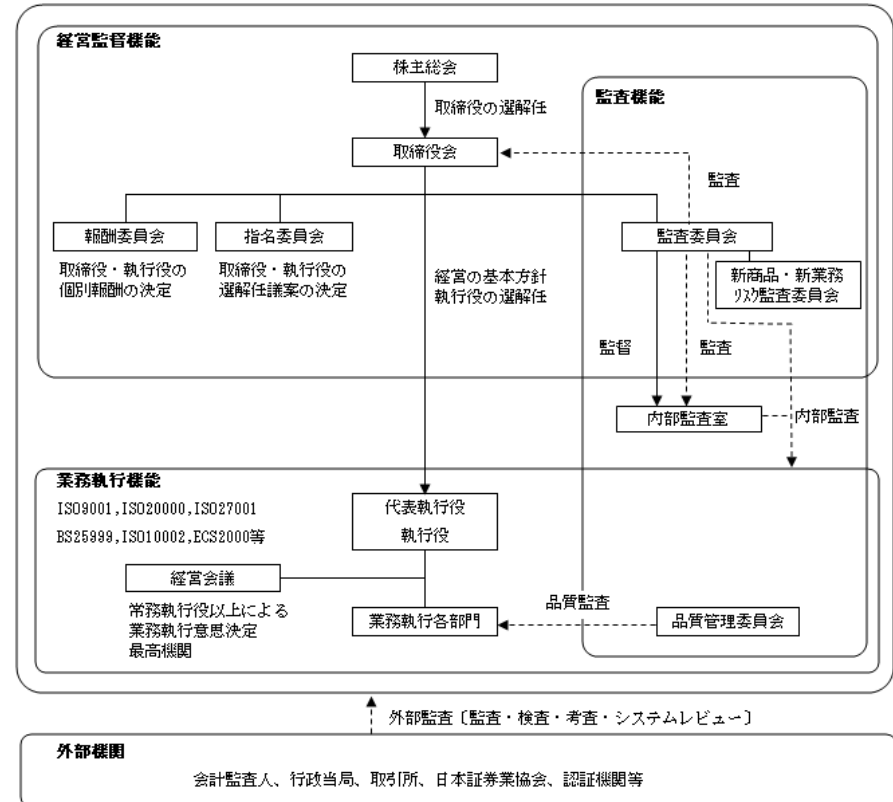 経営監督機能
株主総会
監査機能
取締役の選解任
取締役会
監査
報酬委員会
指名委員会
監査委員会
取締役・執行役の
個別報酬の決定
取締役・執行役の
選解任議案の決定
経営の基本方針
執行役の選解任
新商品・新業務
ﾘｽｸ監査委員会
監督
監査
内部監査室
内部監査
業務執行機能
ISO9001,ISO20000,ISO27001
BS25999,ISO10002,ECS2000等
代表執行役
執行役
経営会議
常務執行役以上による
業務執行意思決定
最高機関
業務執行各部門
品質監査
品質管理委員会
外部監査〔監査・検査・考査・システムレビュー〕
外部機関
会計監査人、行政当局、取引所、日本証券業協会、認証機関等